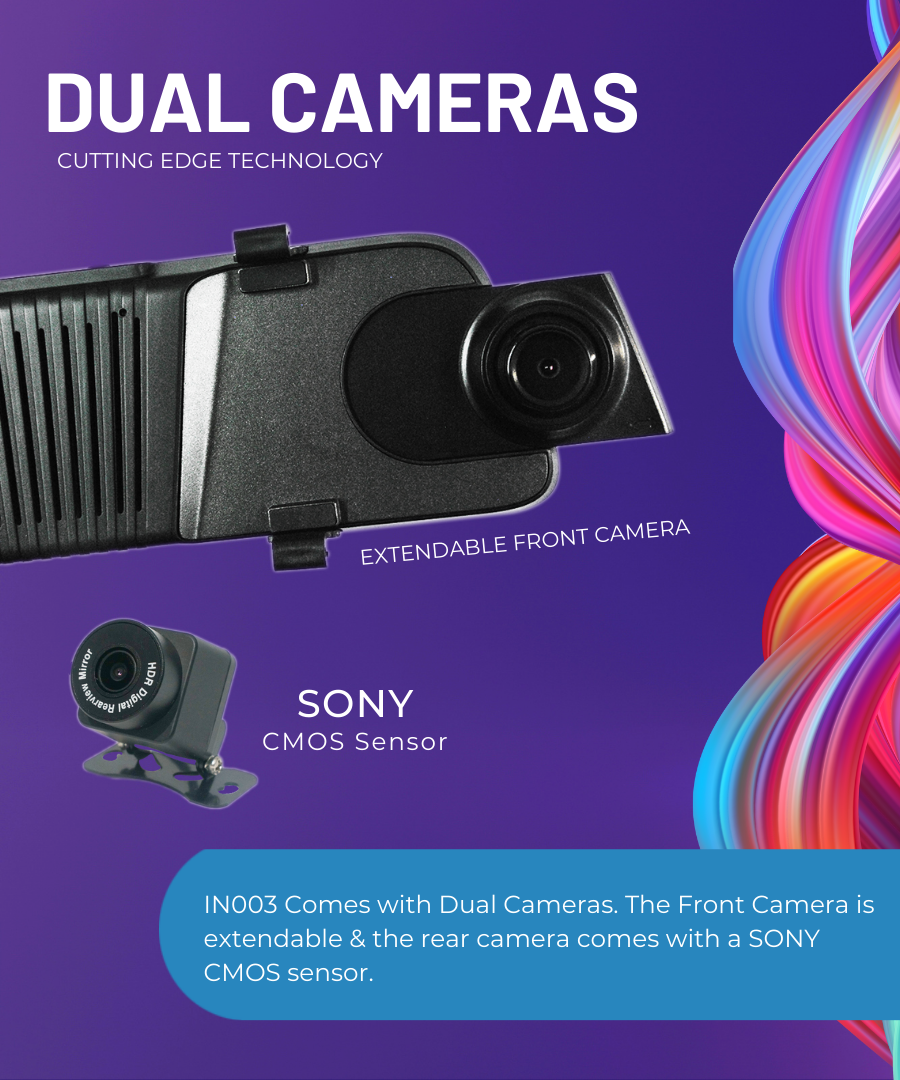 DUAL CAMERAS
CUTTING EDGE TECHNOLOGY
EXTENDABLE FRONT CAMERA
HDR Digital Rearview Mirror
SONY
CMOS Sensor
IN003 Comes with Dual Cameras. The Front Camera is
extendable & the rear camera comes with a SONY
CMOS sensor.